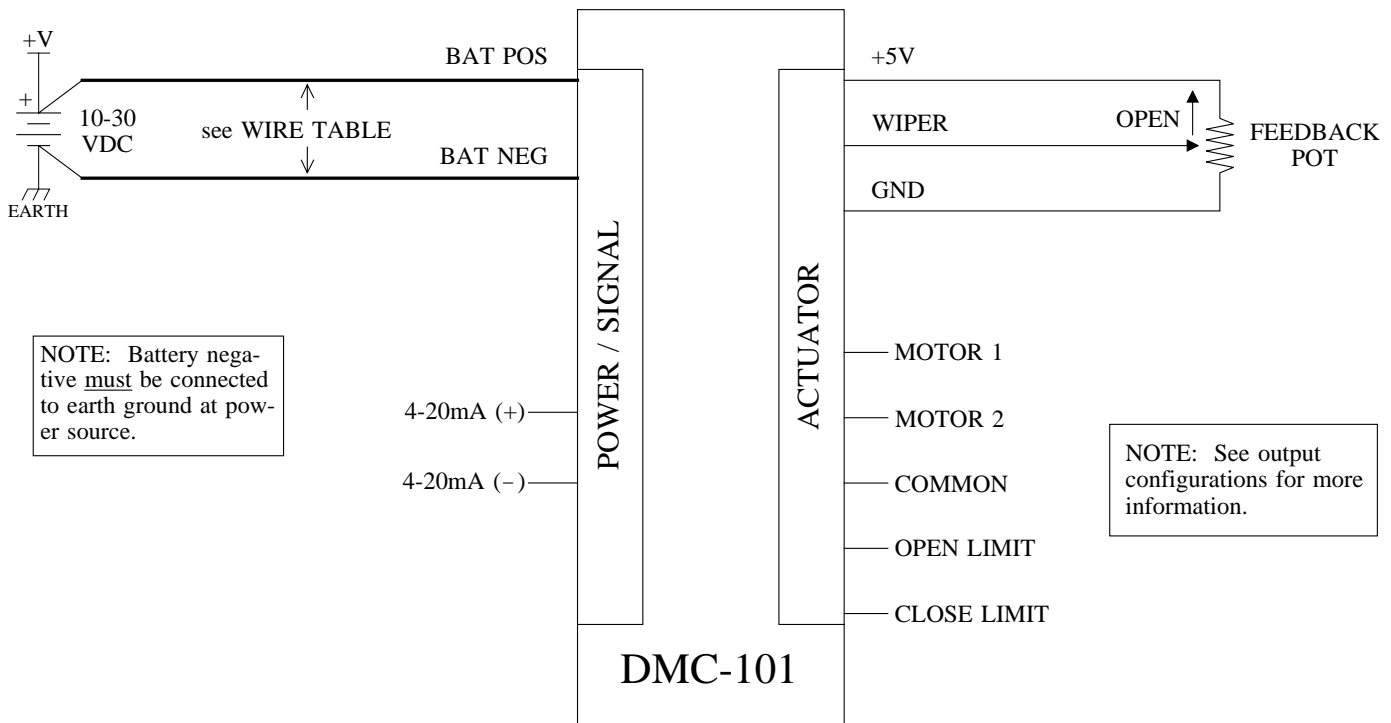 +V
+
10-30
VDC
EARTH
BAT POS
see WIRE TABLE
BAT NEG
NOTE: Battery nega-
tive must be connected
to earth ground at pow-
er source.
4-20mA (+)
4-20mA (−)
POWER / SIGNAL
ACTUATOR
+5V
WIPER
OPEN
GND
FEEDBACK
POT
MOTOR 1
MOTOR 2
COMMON
OPEN LIMIT
CLOSE LIMIT
NOTE: See output
configurations for more
information.
DMC-101